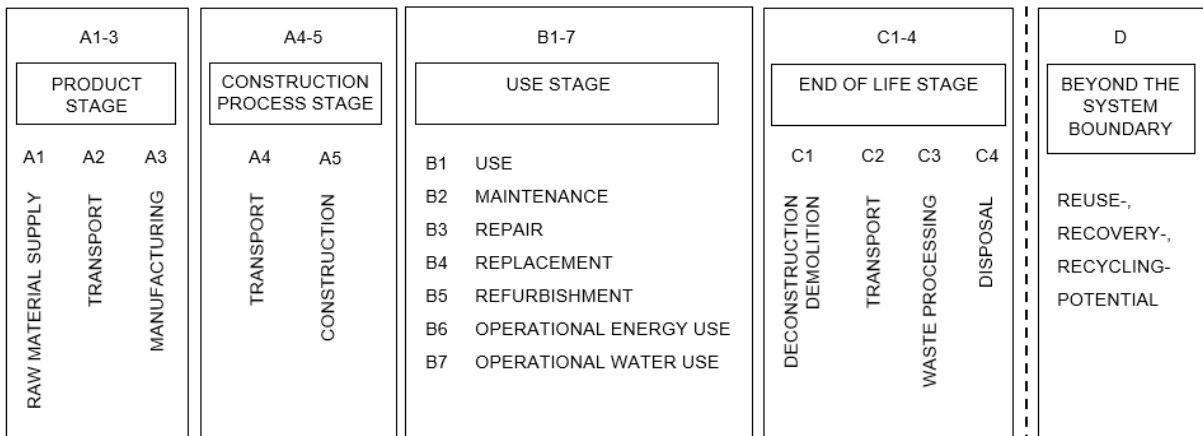 A1-3
PRODUCT
STAGE
A1 A2 A3
RAW MATERIAL SUPPLY
TRANSPORT
MANUFACTURING
A4-5
CONSTRUCTION
PROCESS STAGE
A4 A5
TRANSPORT
CONSTRUCTION
B1-7
USE STAGE
B1 USE
B2 MAINTENANCE
B3 REPAIR
B4 REPLACEMENT
B5 REFURBISHMENT
B6 OPERATIONAL ENERGY USE
B7 OPERATIONAL WATER USE
C1-4
END OF LIFE STAGE
C1 C2 C3 C4
DECONSTRUCTION
DEMOLITION
TRANSPORT
WASTE PROCESSING
DISPOSAL
D
BEYOND THE
SYSTEM
BOUNDARY
REUSE-,
RECOVERY-,
RECYCLING-
POTENTIAL